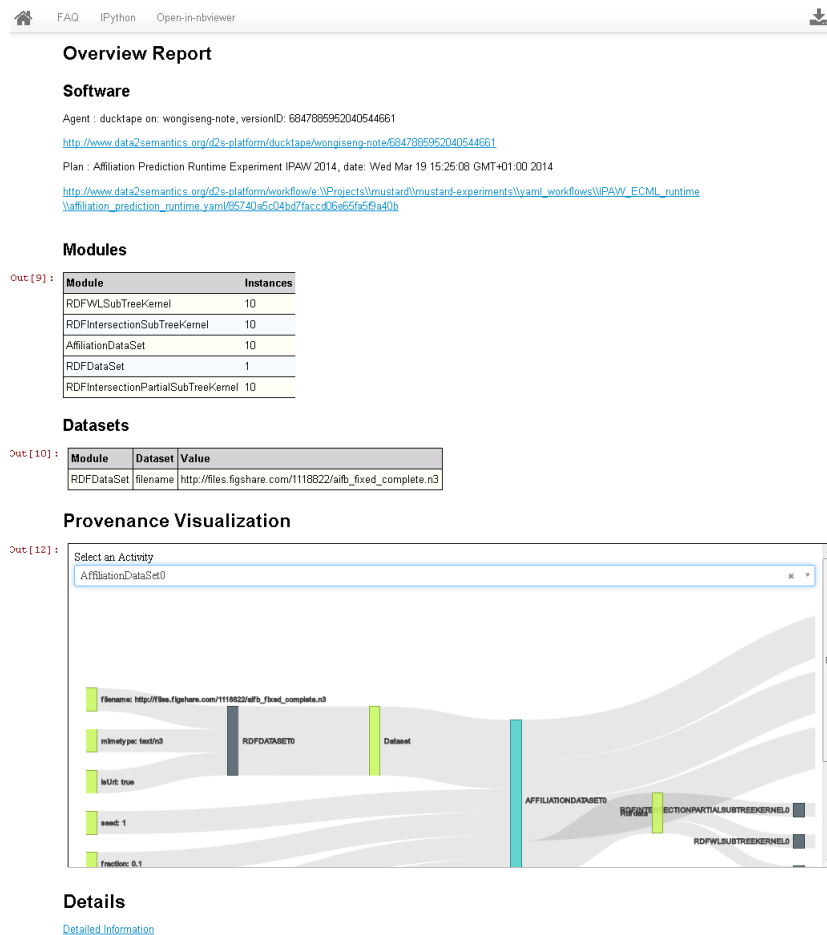 FAQ IPython Open-in-nbviewer
Overview Report
Software
Agent : ducktape on: wongiseng-note, versionID: 6847885952040544661
http://www.data2semantics.org/d2s-platform/ducktape/wongiseng-note/6847885952040544661
Plan : Affiliation Prediction Runtime Experiment IPAW 2014, date: Wed Mar 19 15:25:08 GMT+01:00 2014
http://www.data2semantics.org/d2s-platform/workflow/e:\\Projects\\mustard\\mustard-experiments\\yaml_workflows\\IPAW_ECML_runtime
\\affiliation_prediction_runtime.yaml/85740a5c04bd7faccd06e65fa5f9a40b
Modules
Out[9]:
Module Instances
RDFWLSubTreeKernel 10
RDFIntersectionSubTreeKernel 10
AffiliationDataSet 10
RDFDataSet 1
RDFIntersectionPartialSubTreeKernel 10
Datasets
Out[10]:
Module Dataset Value
RDFDataSet filename http://files.figshare.com/1118822/aifb_fixed_complete.n3
Provenance Visualization
Out[12]:
Select an Activity
AffiliationDataSet0
filename: http://files.figshare.com/1118822/aifb_fixed_complete.n3
mimetype: text/n3 RDFDATASET0 Dataset
isUrl: true
AFFILIATIONDATASET0
Rdfdata RDFINTERSECTIONPARTIALSUBTREEKERNEL0
seed: 1
RDFWLSUBTREEKERNEL0
fraction: 0.1
Details
Detailed Information